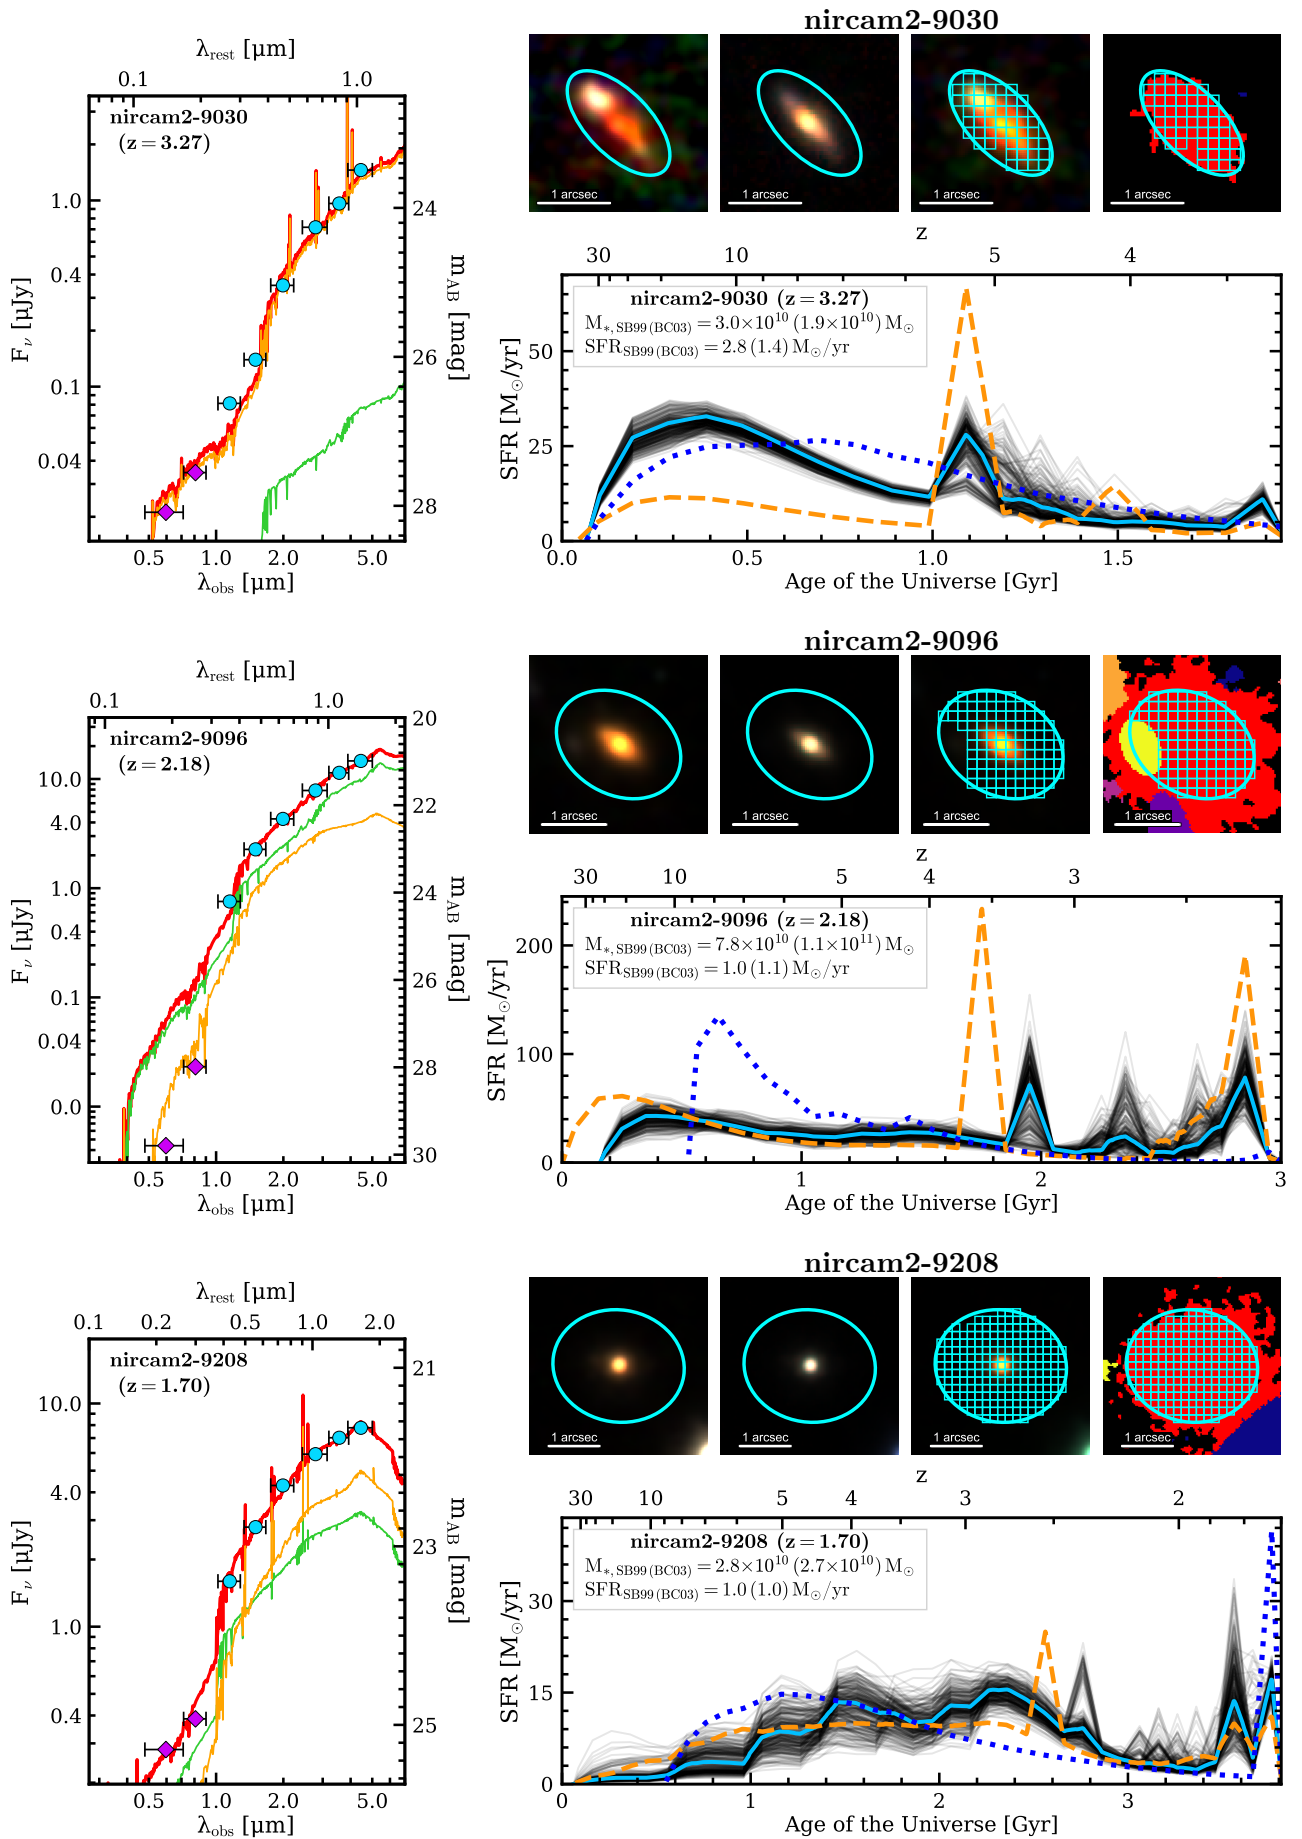 nircam2-9030
λrest [μm]
0.1 1.0
nircam2-9030
(z = 3.27)
1.0
0.4
0.1
0.04
Fν [μJy]
24
26
28
mAB [mag]
0.5 1.0 2.0 5.0
λobs [μm]
1 arcsec 1 arcsec 1 arcsec 1 arcsec
z
30 10 5 4
nircam2-9030 (z = 3.27)
M*, SB99 (BC03) = 3.0×10^10 (1.9×10^10) M⊙
SFRSB99 (BC03) = 2.8 (1.4) M⊙/yr
50
25
0
SFR [M⊙/yr]
0.0 0.5 1.0 1.5
Age of the Universe [Gyr]
nircam2-9096
λrest [μm]
0.1 1.0
nircam2-9096
(z = 2.18)
10.0
4.0
1.0
0.4
0.1
0.04
0.0
Fν [μJy]
20
22
24
26
28
30
mAB [mag]
0.5 1.0 2.0 5.0
λobs [μm]
1 arcsec 1 arcsec 1 arcsec 1 arcsec
z
30 10 5 4 3
nircam2-9096 (z = 2.18)
M*, SB99 (BC03) = 7.8×10^10 (1.1×10^11) M⊙
SFRSB99 (BC03) = 1.0 (1.1) M⊙/yr
200
100
0
SFR [M⊙/yr]
0 1 2 3
Age of the Universe [Gyr]
nircam2-9208
λrest [μm]
0.1 0.2 0.5 1.0 2.0
nircam2-9208
(z = 1.70)
10.0
4.0
1.0
0.4
Fν [μJy]
21
23
25
mAB [mag]
0.5 1.0 2.0 5.0
λobs [μm]
1 arcsec 1 arcsec 1 arcsec 1 arcsec
z
30 10 5 4 3 2
nircam2-9208 (z = 1.70)
M*, SB99 (BC03) = 2.8×10^10 (2.7×10^10) M⊙
SFRSB99 (BC03) = 1.0 (1.0) M⊙/yr
30
15
0
SFR [M⊙/yr]
0 1 2 3
Age of the Universe [Gyr]